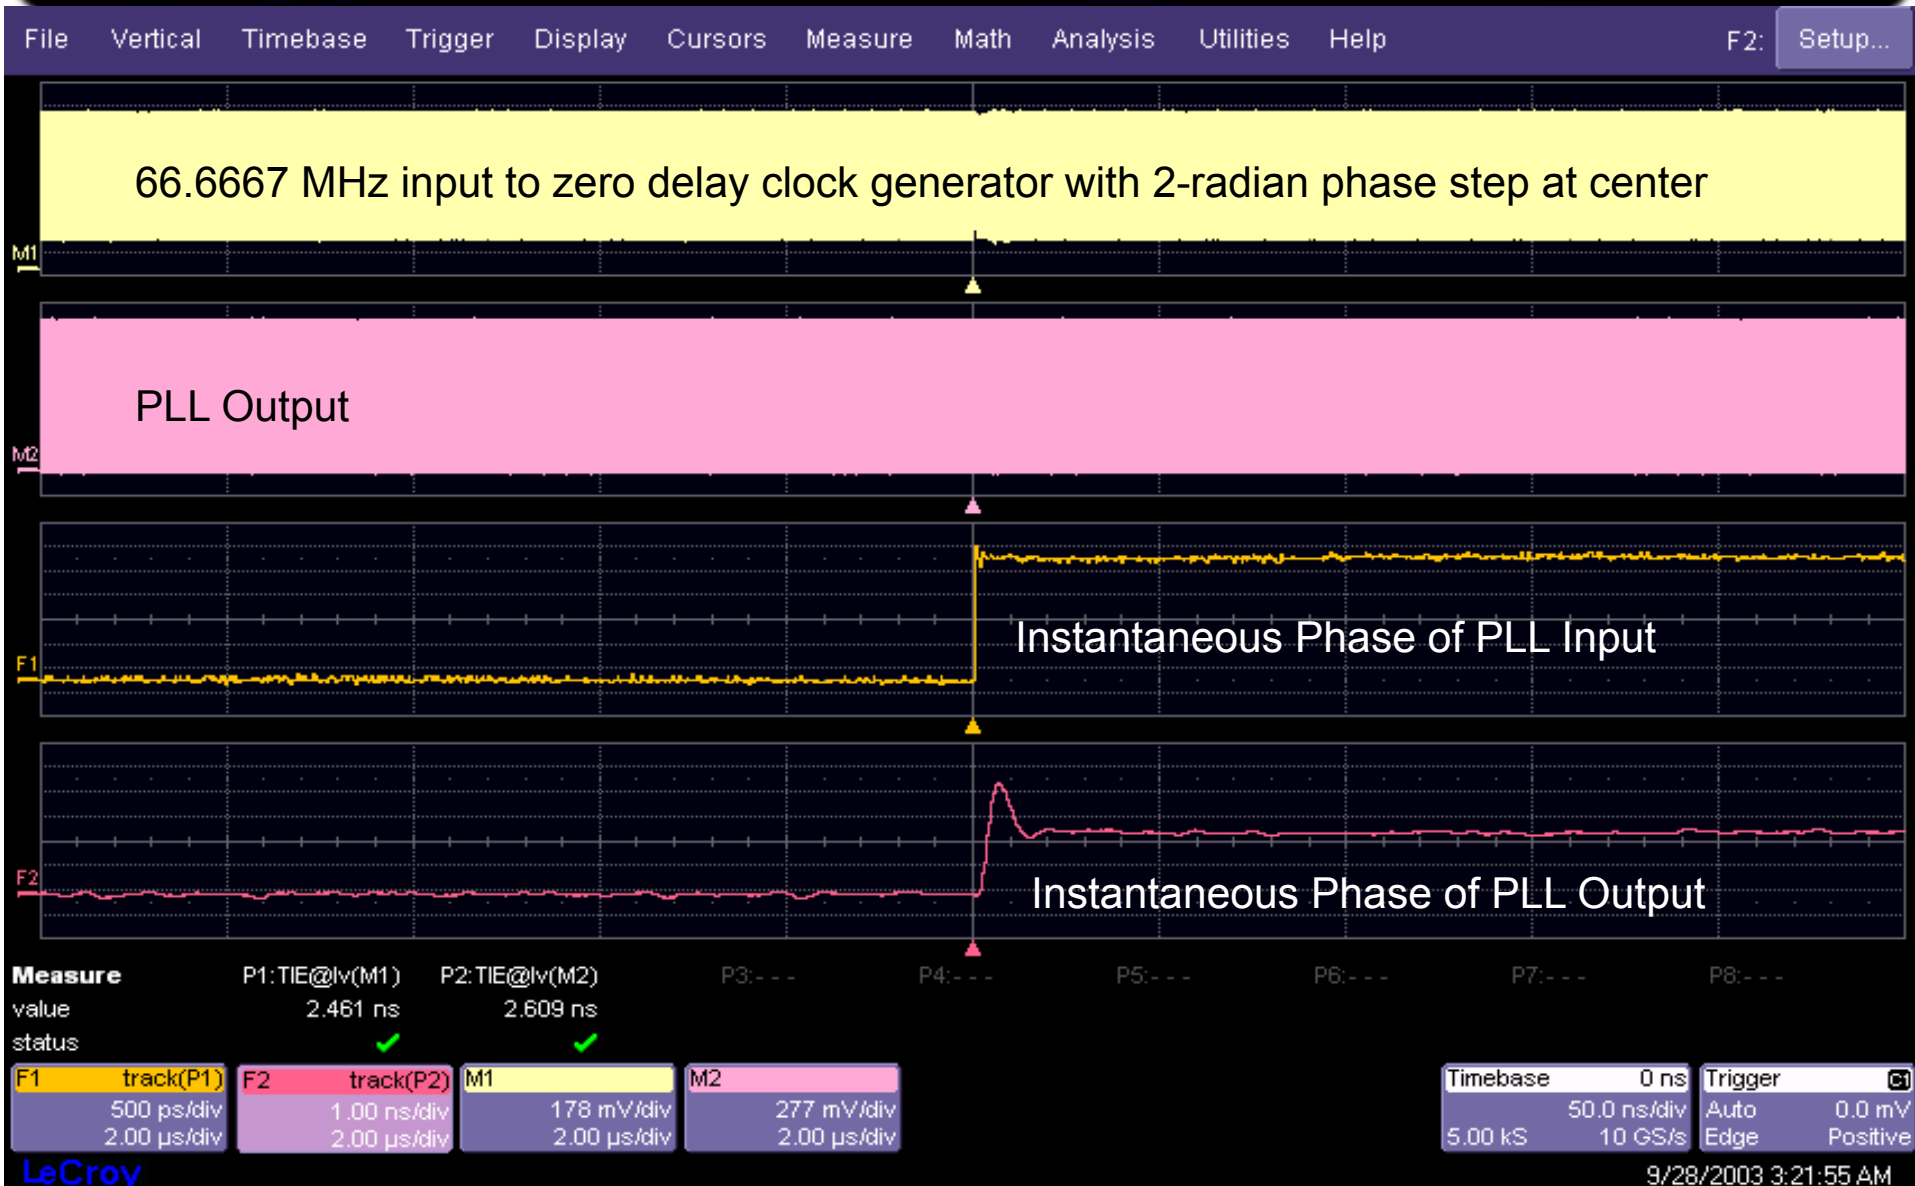 File Vertical Timebase Trigger Display Cursors Measure Math Analysis Utilities Help F2: Setup...
66.6667 MHz input to zero delay clock generator with 2-radian phase step at center
M1
PLL Output
M2
Instantaneous Phase of PLL Input
F1
F2
Instantaneous Phase of PLL Output
Measure P1:TIE@lv(M1) P2:TIE@lv(M2) P3:- - - P4:- - - P5:- - - P6:- - - P7:- - - P8:- - -
value 2.461 ns 2.609 ns
status
F1 track(P1) F2 track(P2) M1 M2 Timebase 0 ns Trigger C1
500 ps/div 1.00 ns/div 178 mV/div 277 mV/div 50.0 ns/div Auto 0.0 mV
2.00 µs/div 2.00 µs/div 2.00 µs/div 2.00 µs/div 5.00 kS 10 GS/s Edge Positive
LeCroy 9/28/2003 3:21:55 AM